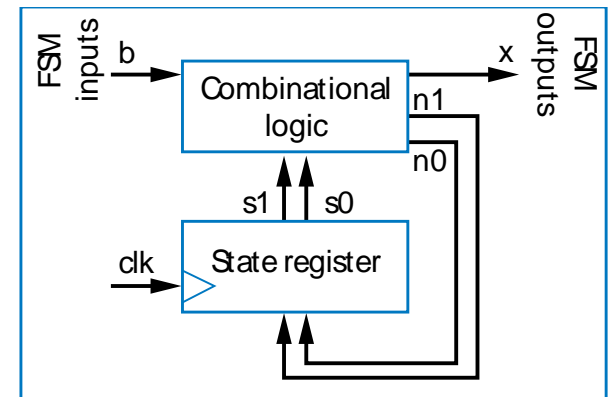 FSM
inputs
b
Combinational
logic
x
FSM
outputs
n1
n0
s1
s0
clk
State register